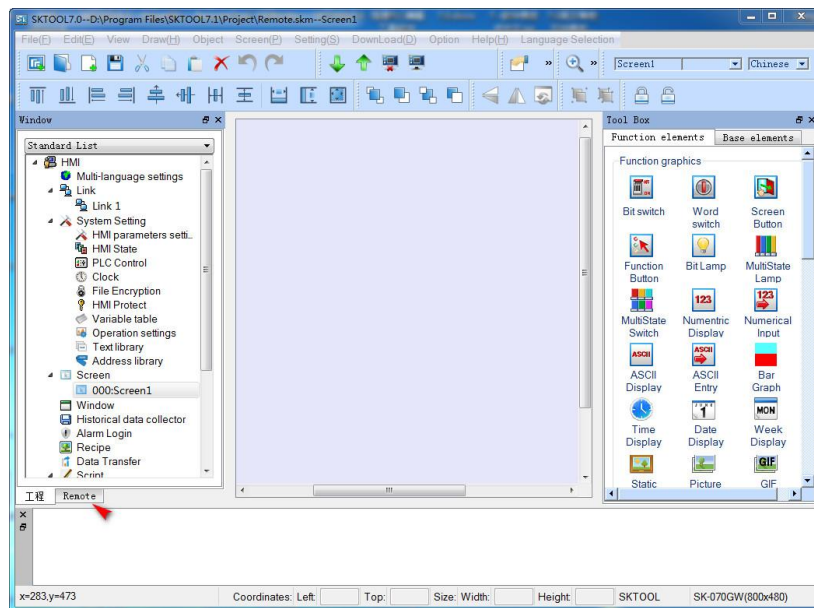 SKTOOL7.0--D:\Program Files\SKTOOL7.1\Project\Remote.skm--Screen1
File(F) Edit(E) View Draw(H) Object Screen(P) Setting(S) DownLoad(D) Option Help(H) Language Selection
Screen1 Chinese
Window
Standard List
HMI
Multi-language settings
Link
Link 1
System Setting
HMI parameters setti..
HMI State
PLC Control
Clock
File Encryption
HMI Protect
Variable table
Operation settings
Text library
Address library
Screen
000:Screen1
Window
Historical data collector
Alarm Login
Recipe
Data Transfer
Script
工程 Remote
Tool Box
Function elements Base elements
Function graphics
Bit switch
Word switch
Screen Button
Function Button
Bit Lamp
MultiState Lamp
MultiState Switch
123
Numentric Display
123
Numerical Input
ASCII
ASCII Display
ASCII
ASCII Entry
Bar Graph
Time Display
1
Date Display
MON
Week Display
Static
Picture
GIF
GIF
x=283,y=473 Coordinates: Left: Top: Size: Width: Height: SKTOOL SK-070GW(800x480)